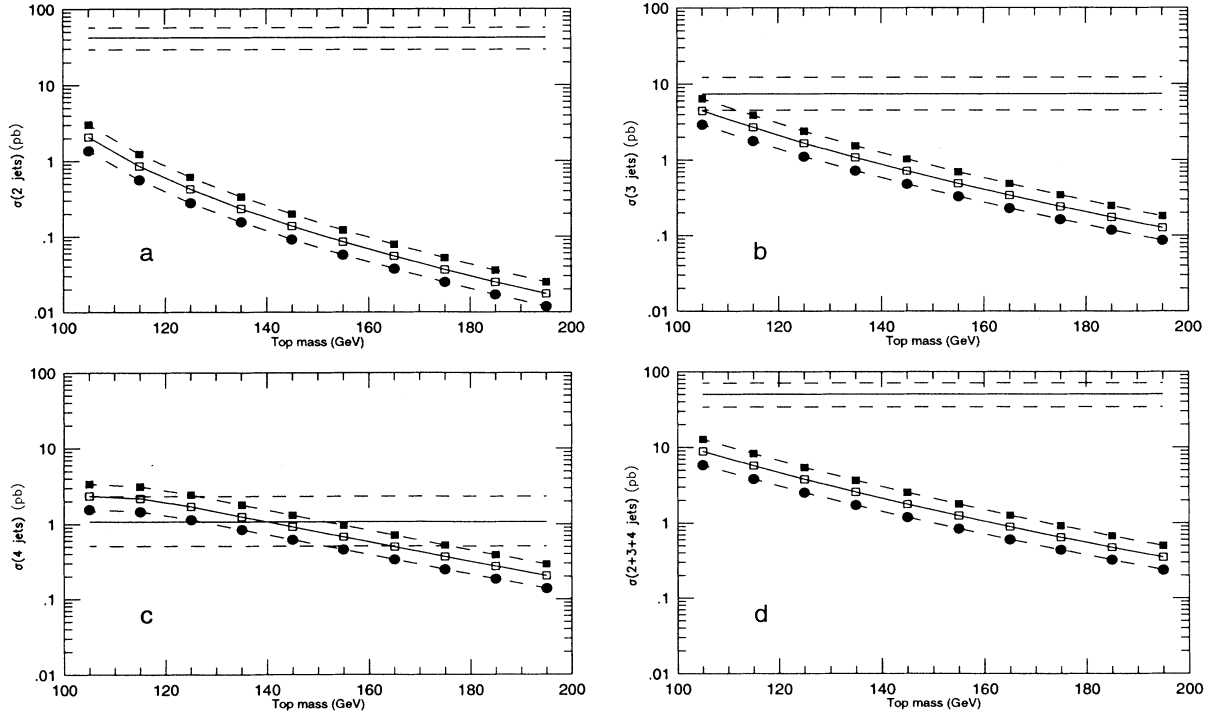 100
10
1
.1
.01
σ(2 jets) (pb)
a
100 120 140 160 180 200
Top mass (GeV)
100
10
1
.1
.01
σ(3 jets) (pb)
b
100 120 140 160 180 200
Top mass (GeV)
100
10
1
.1
.01
σ(4 jets) (pb)
c
100 120 140 160 180 200
Top mass (GeV)
100
10
1
.1
.01
σ(2+3+4 jets) (pb)
d
100 120 140 160 180 200
Top mass (GeV)